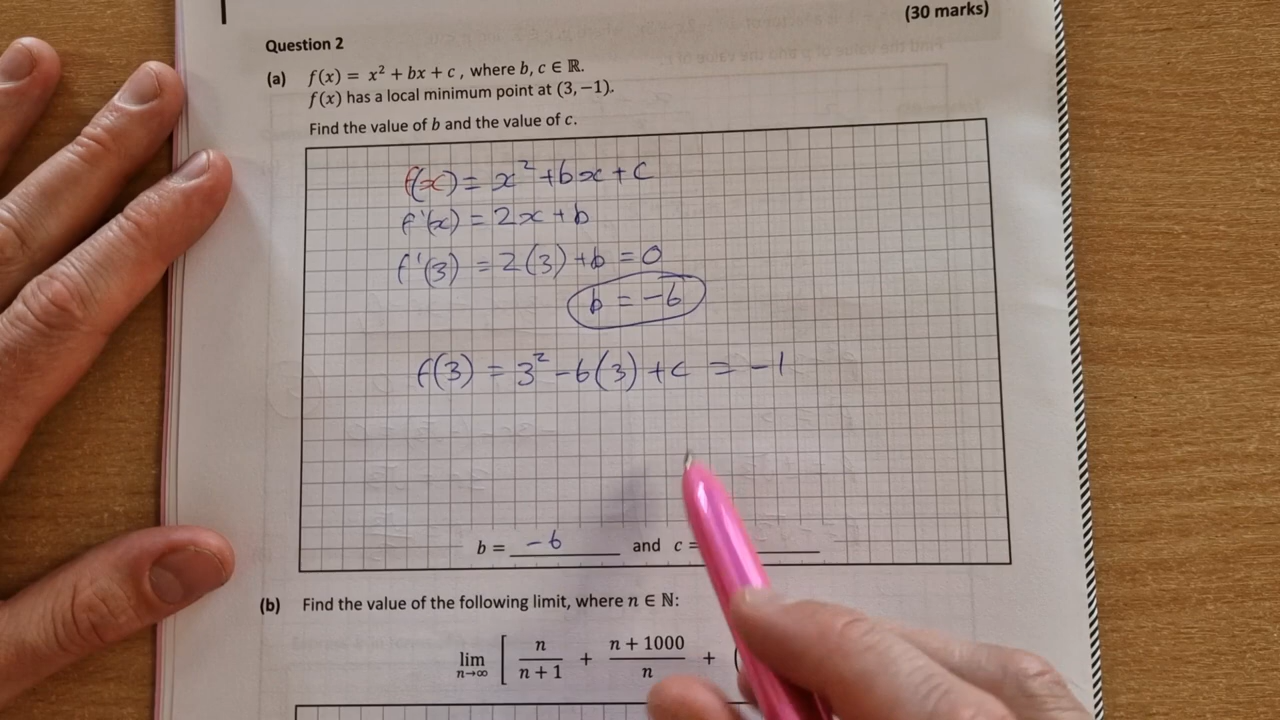 (30 marks)
Question 2
(a) f(x) = x² + bx + c , where b, c ∈ ℝ.
f(x) has a local minimum point at (3, −1).
Find the value of b and the value of c.
f(x) = x² + bx + c
f'(x) = 2x + b
f'(3) = 2(3) + b = 0
b = -6
f(3) = 3² - 6(3) + c = -1
b = -6 and c =
(b) Find the value of the following limit, where n ∈ ℕ:
lim n→∞ [ n/(n + 1) + (n + 1000)/n + (